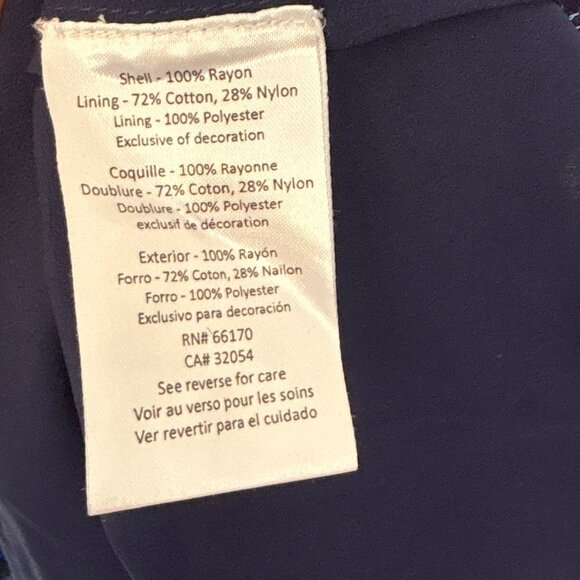 Shell - 100% Rayon
Lining - 72% Cotton, 28% Nylon
Lining - 100% Polyester
Exclusive of decoration
Coquille - 100% Rayonne
Doublure - 72% Coton, 28% Nylon
Doublure - 100% Polyester
exclusif de décoration
Exterior - 100% Rayón
Forro - 72% Coton, 28% Nailon
Forro - 100% Polyester
Exclusivo para decoración
RN# 66170
CA# 32054
See reverse for care
Voir au verso pour les soins
Ver revertir para el cuidado